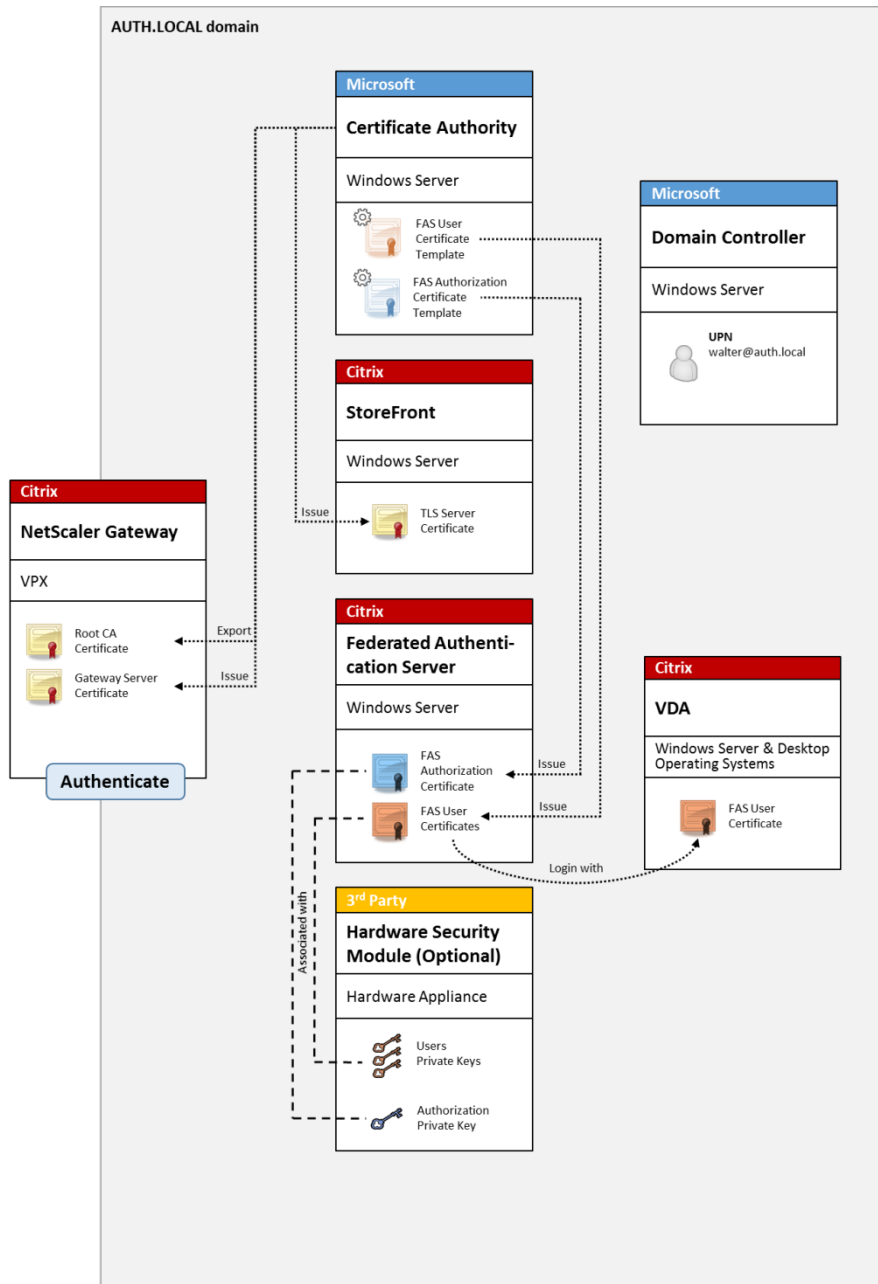 AUTH.LOCAL domain
Microsoft
Certificate Authority
Windows Server
FAS User
Certificate
Template
FAS Authorization
Certificate
Template
Microsoft
Domain Controller
Windows Server
UPN
walter@auth.local
Citrix
StoreFront
Windows Server
Issue
TLS Server
Certificate
Citrix
NetScaler Gateway
VPX
Root CA
Certificate
Export
Gateway Server
Certificate
Issue
Authenticate
Citrix
Federated Authenti-
cation Server
Windows Server
FAS
Authorization
Certificate
Issue
FAS User
Certificates
Issue
Login with
Citrix
VDA
Windows Server & Desktop
Operating Systems
FAS User
Certificate
Associated with
3rd Party
Hardware Security
Module (Optional)
Hardware Appliance
Users
Private Keys
Authorization
Private Key